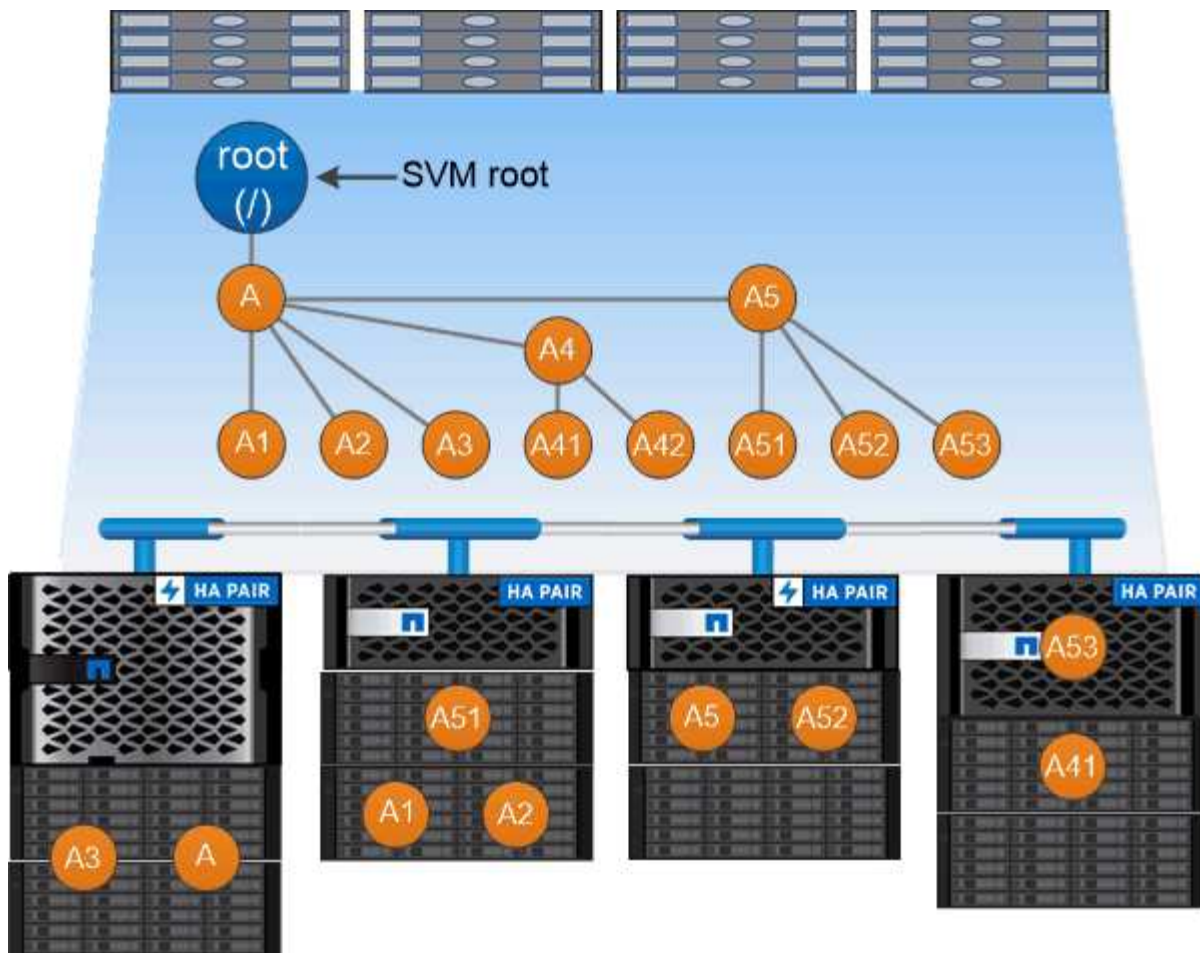 root
(/)
SVM root
A
A5
A4
A1
A2
A3
A41
A42
A51
A52
A53
HA PAIR
HA PAIR
HA PAIR
HA PAIR
A53
A51
A5
A52
A41
A1
A2
A3
A